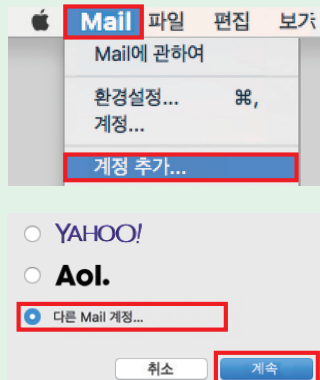 Mail 파일 편집 보기
Mail에 관하여
환경설정... ⌘,
계정...
계정 추가...
YAHOO!
Aol.
다른 Mail 계정...
취소 계속